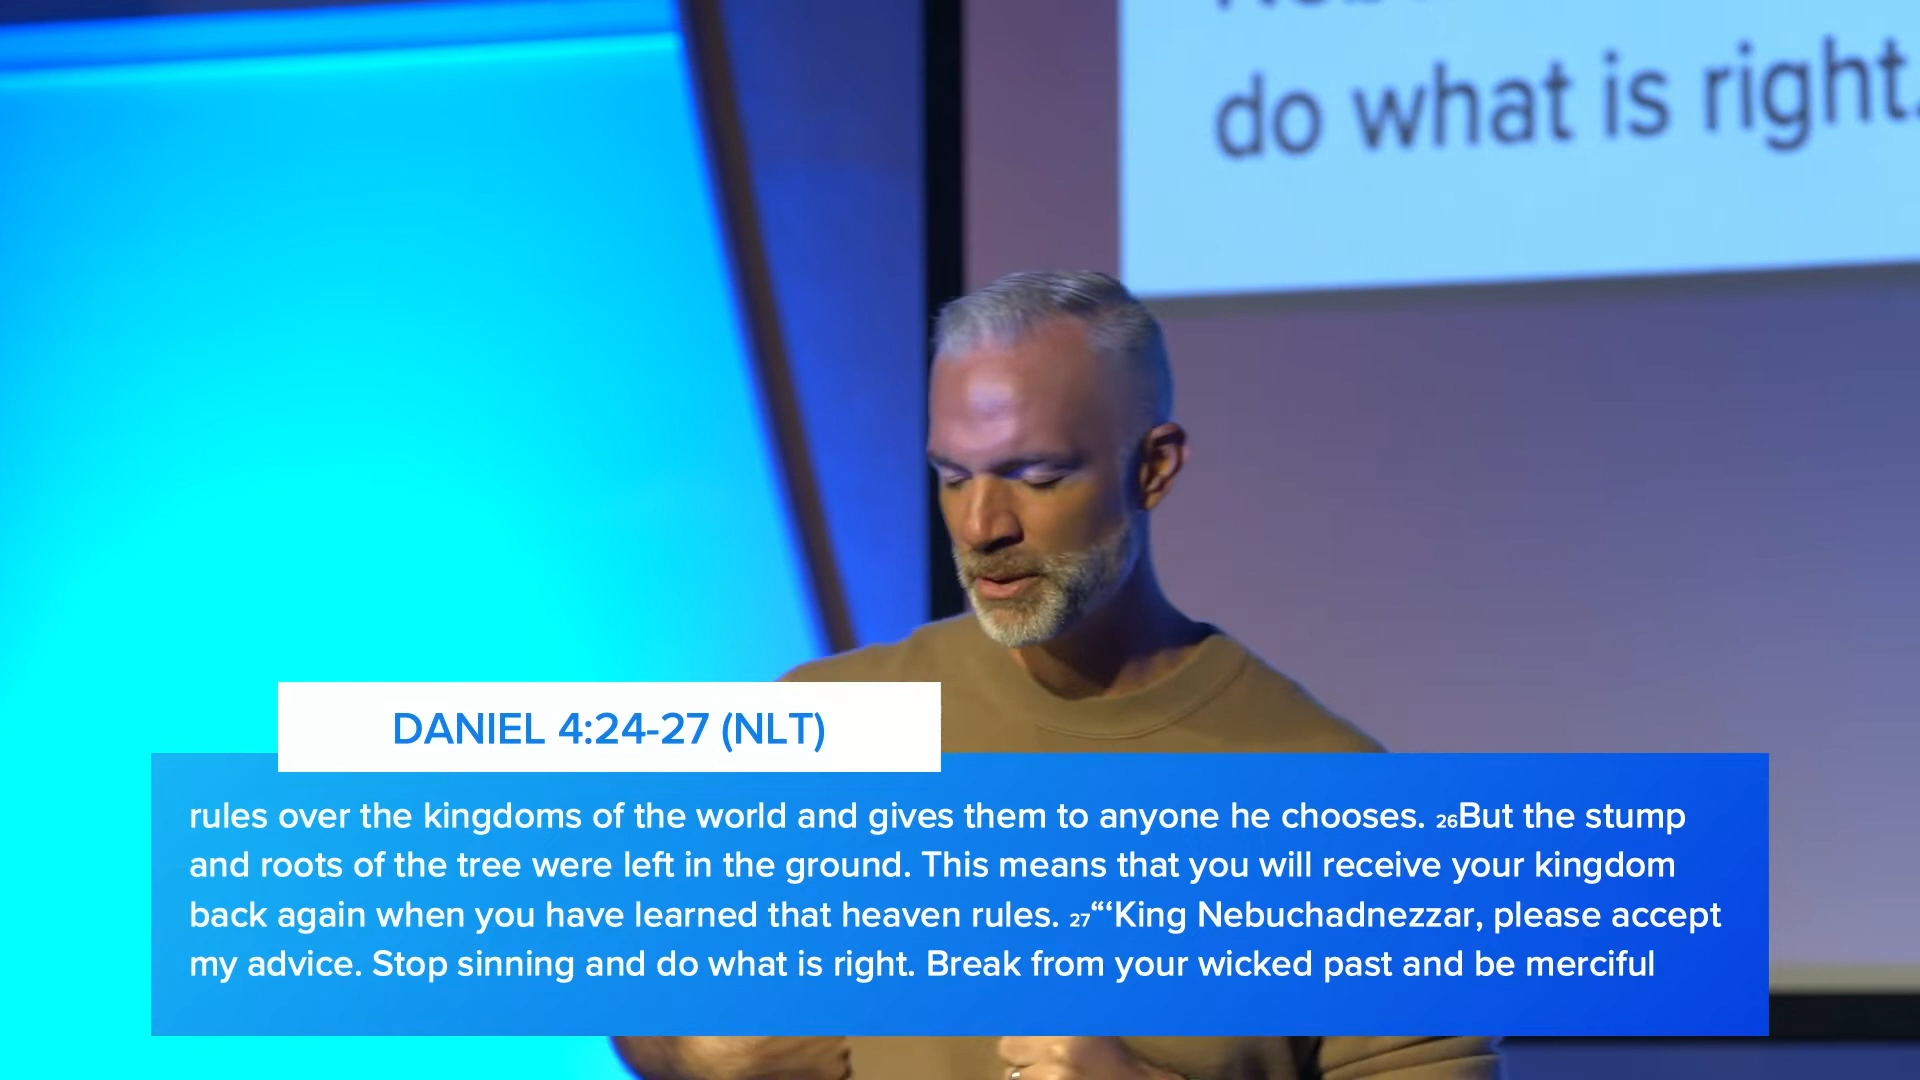 do what is right.
DANIEL 4:24-27 (NLT)
rules over the kingdoms of the world and gives them to anyone he chooses. 26But the stump
and roots of the tree were left in the ground. This means that you will receive your kingdom
back again when you have learned that heaven rules. 27“‘King Nebuchadnezzar, please accept
my advice. Stop sinning and do what is right. Break from your wicked past and be merciful